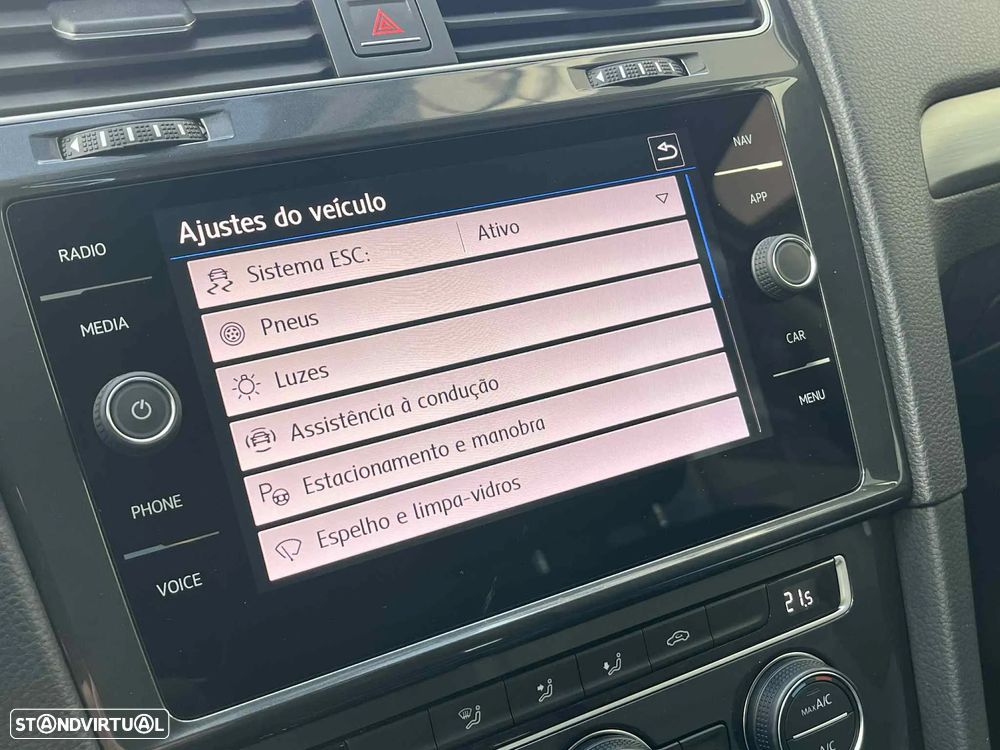 Ajustes do veículo
Sistema ESC: Ativo
Pneus
Luzes
Assistência à condução
Estacionamento e manobra
Espelho e limpa-vidros
RADIO
MEDIA
PHONE
VOICE
NAV
APP
CAR
MENU
21.5
MAX A/C
A/C
STANDVIRTUAL